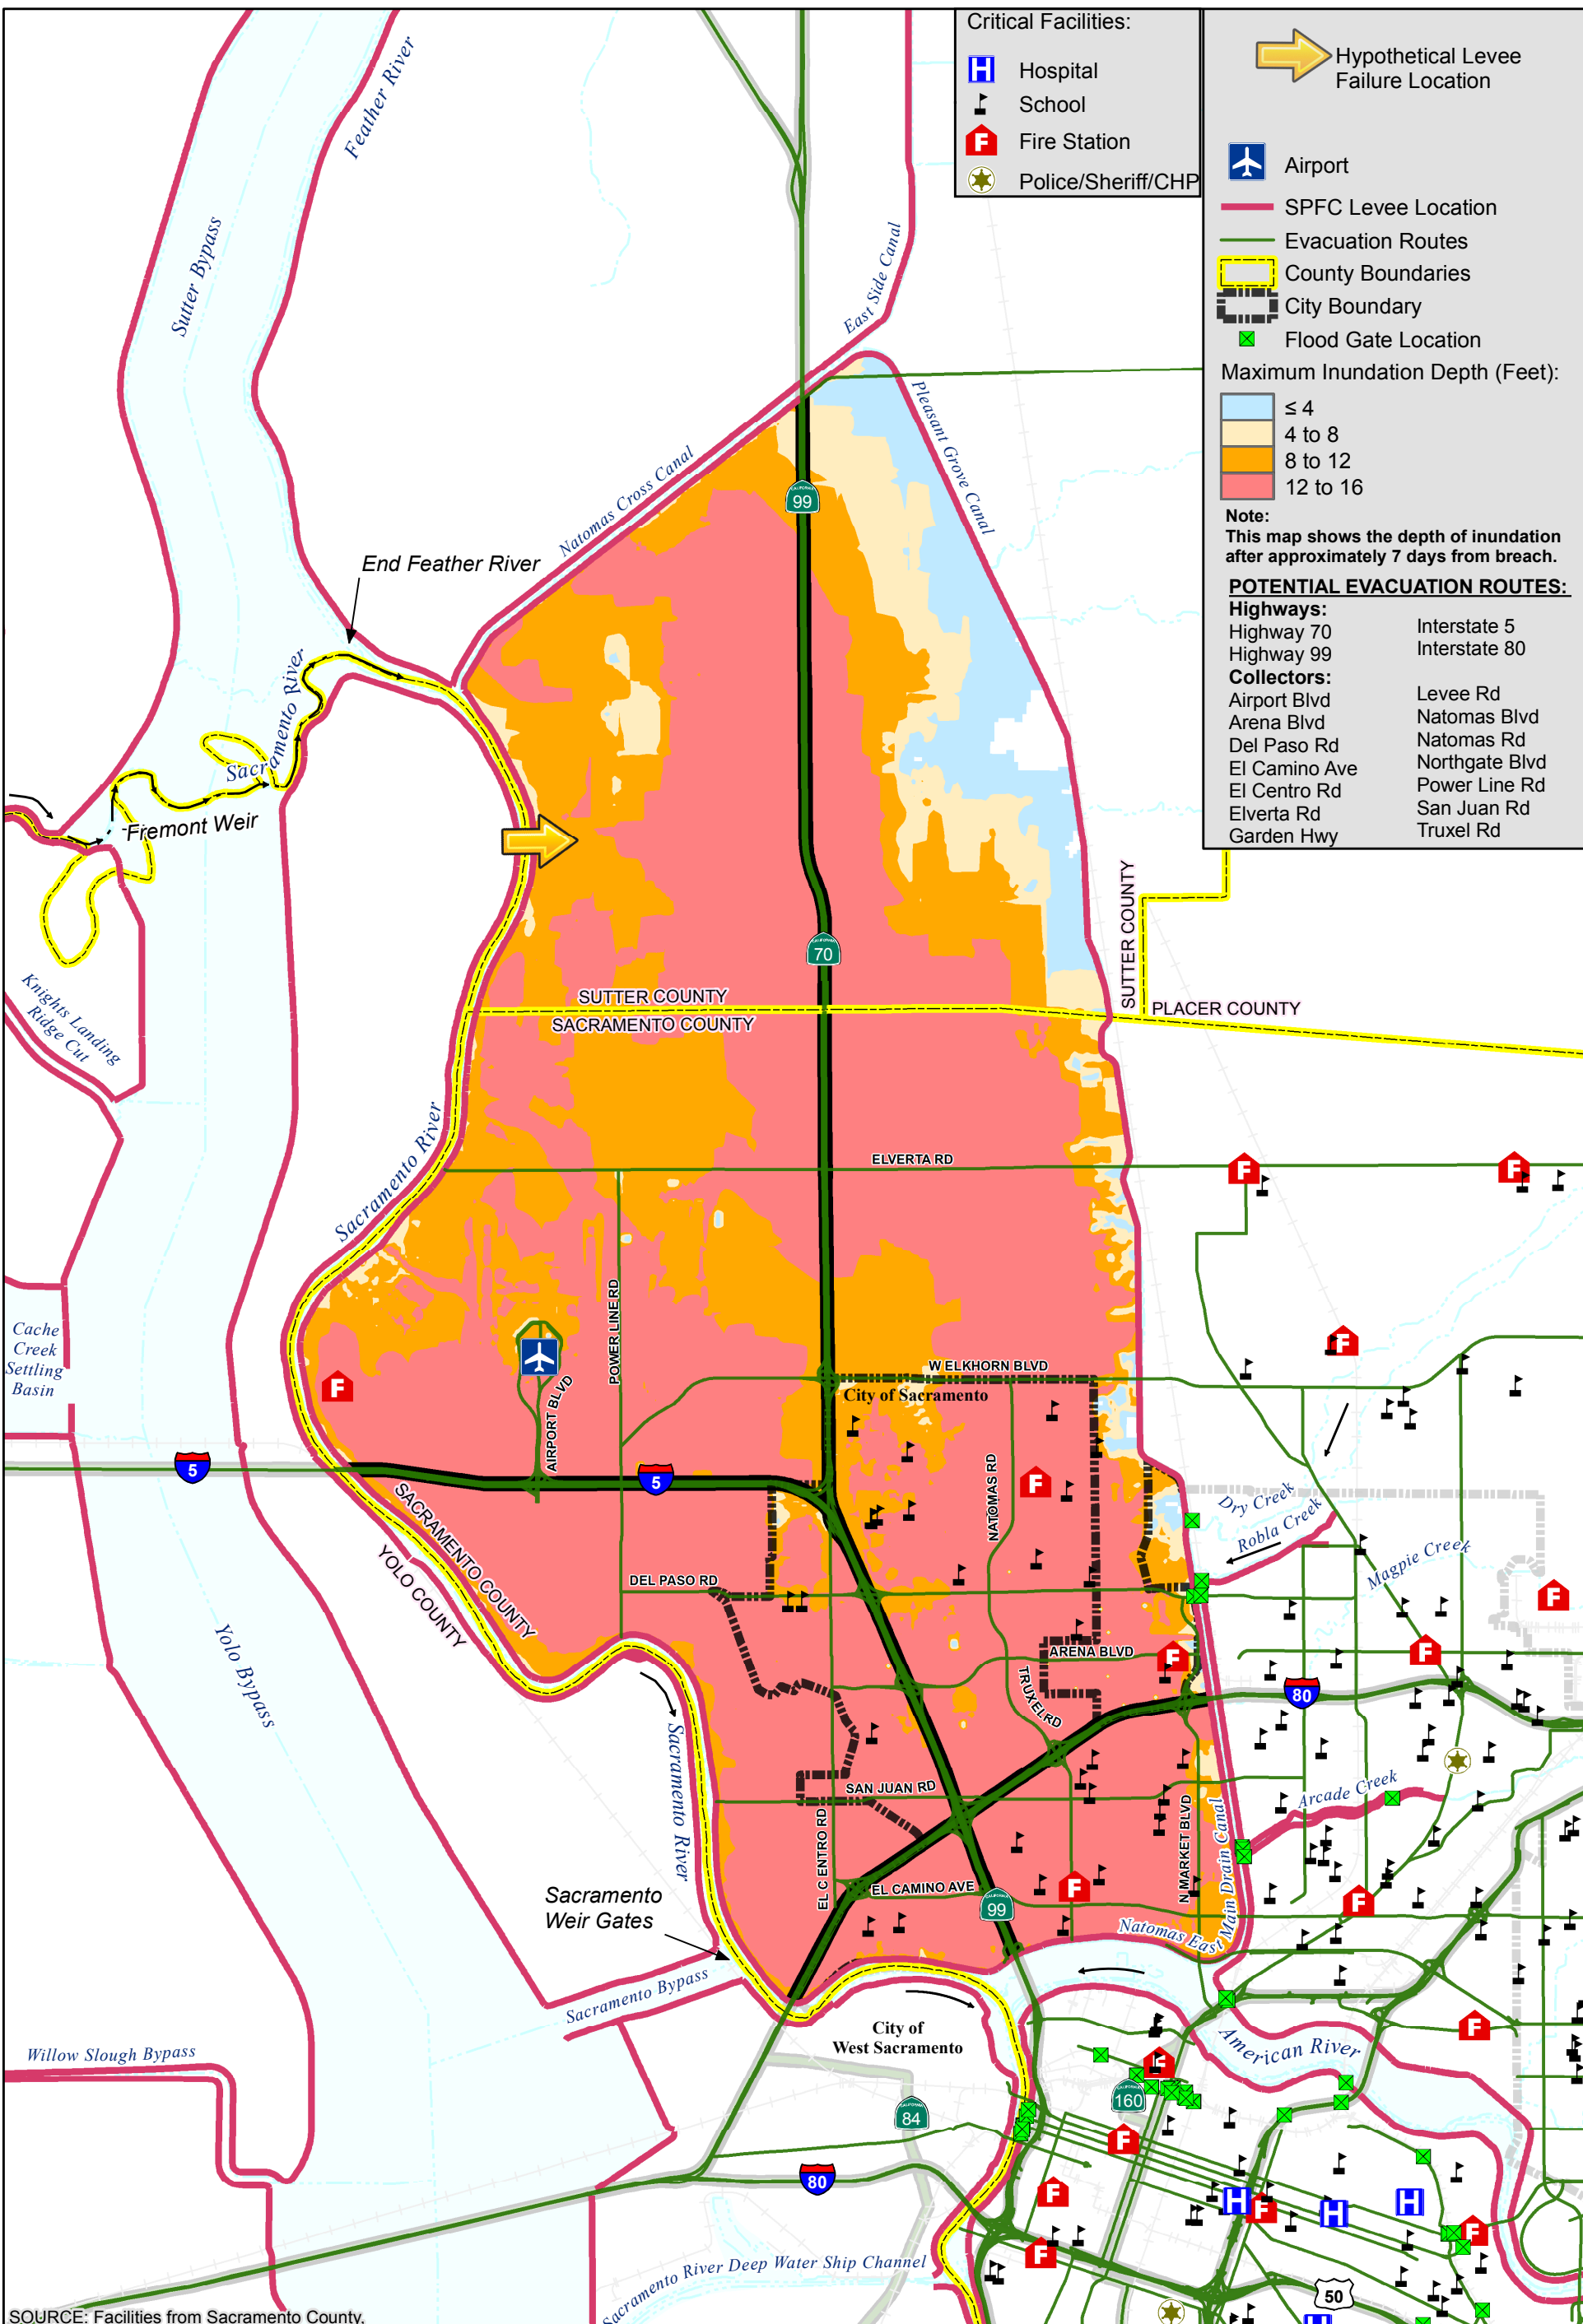 Critical Facilities:
Hospital
School
Fire Station
Police/Sheriff/CHP
Hypothetical Levee
Failure Location
Airport
SPFC Levee Location
Evacuation Routes
County Boundaries
City Boundary
Flood Gate Location
Maximum Inundation Depth (Feet):
≤ 4
4 to 8
8 to 12
12 to 16
Note:
This map shows the depth of inundation
after approximately 7 days from breach.
POTENTIAL EVACUATION ROUTES:
Highways:
Highway 70
Highway 99
Interstate 5
Interstate 80
Collectors:
Airport Blvd
Arena Blvd
Del Paso Rd
El Camino Ave
El Centro Rd
Elverta Rd
Garden Hwy
Levee Rd
Natomas Blvd
Natomas Rd
Northgate Blvd
Power Line Rd
San Juan Rd
Truxel Rd
Feather River
Sutter Bypass
East Side Canal
Pleasant Grove Canal
Natomas Cross Canal
99
End Feather River
Sacramento River
Fremont Weir
70
SUTTER COUNTY
SACRAMENTO COUNTY
SUTTER COUNTY
PLACER COUNTY
Knights Landing
Ridge Cut
Sacramento River
ELVERTA RD
POWER LINE RD
Cache
Creek
Settling
Basin
W ELKHORN BLVD
City of Sacramento
AIRPORT BLVD
5
5
NATOMAS RD
SACRAMENTO COUNTY
YOLO COUNTY
Dry Creek
Robla Creek
Magpie Creek
DEL PASO RD
Yolo Bypass
ARENA BLVD
TRUXEL RD
80
Sacramento River
SAN JUAN RD
Arcade Creek
EL C ENTRO RD
N MARKET BLVD
EL CAMINO AVE
99
Natomas East Main Drain Canal
Sacramento
Weir Gates
Sacramento Bypass
City of
West Sacramento
American River
Willow Slough Bypass
84
160
80
Sacramento River Deep Water Ship Channel
50
SOURCE: Facilities from Sacramento County.